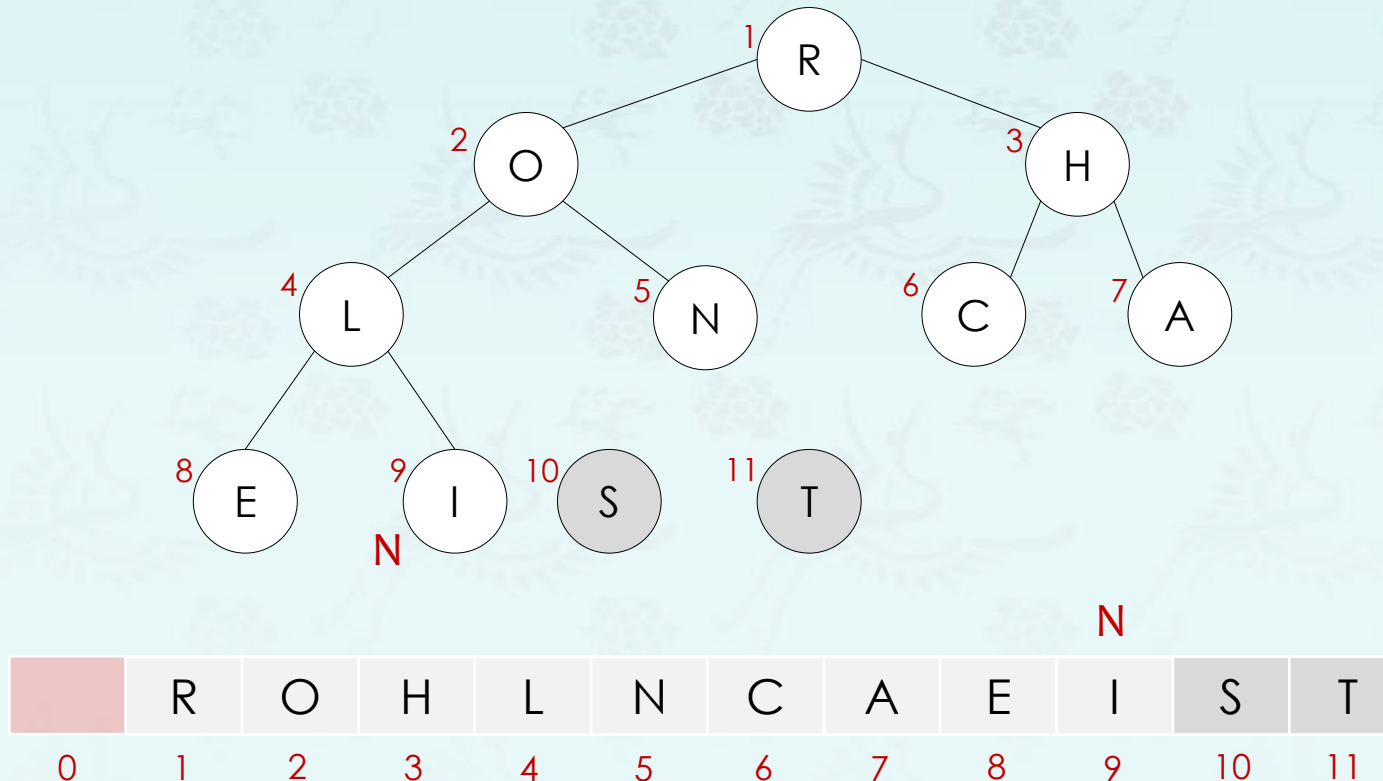 1 R
2 O 3 H
4 L 5 N 6 C 7 A
8 E 9 I 10 S 11 T
N
N
R O H L N C A E I S T
0 1 2 3 4 5 6 7 8 9 10 11